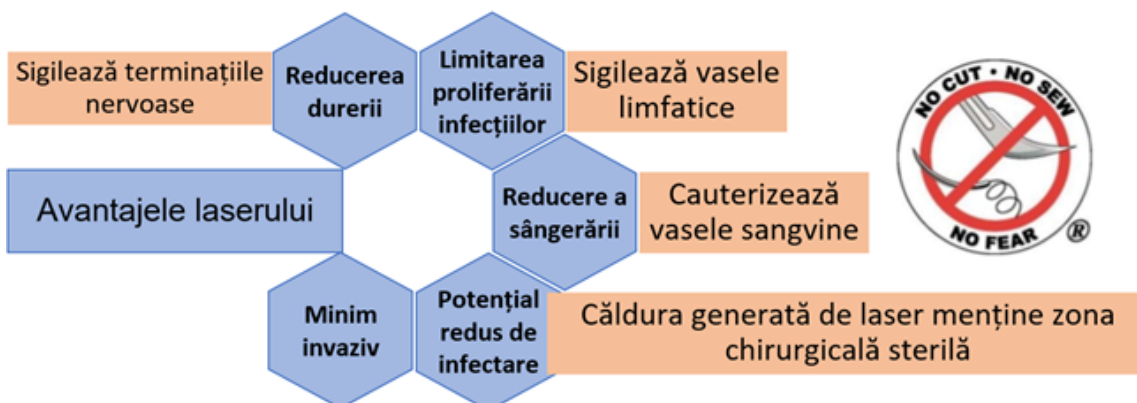 Sigilează terminațiile
nervoase
Reducerea
durerii
Limitarea
proliferării
infecțiilor
Sigilează vasele
limfatice
Avantajele laserului
Reducere a
sângerării
Cauterizează
vasele sangvine
Minim
invaziv
Potențial
redus de
infectare
Căldura generată de laser menține zona
chirurgicală sterilă
NO CUT · NO SEW
NO FEAR
®